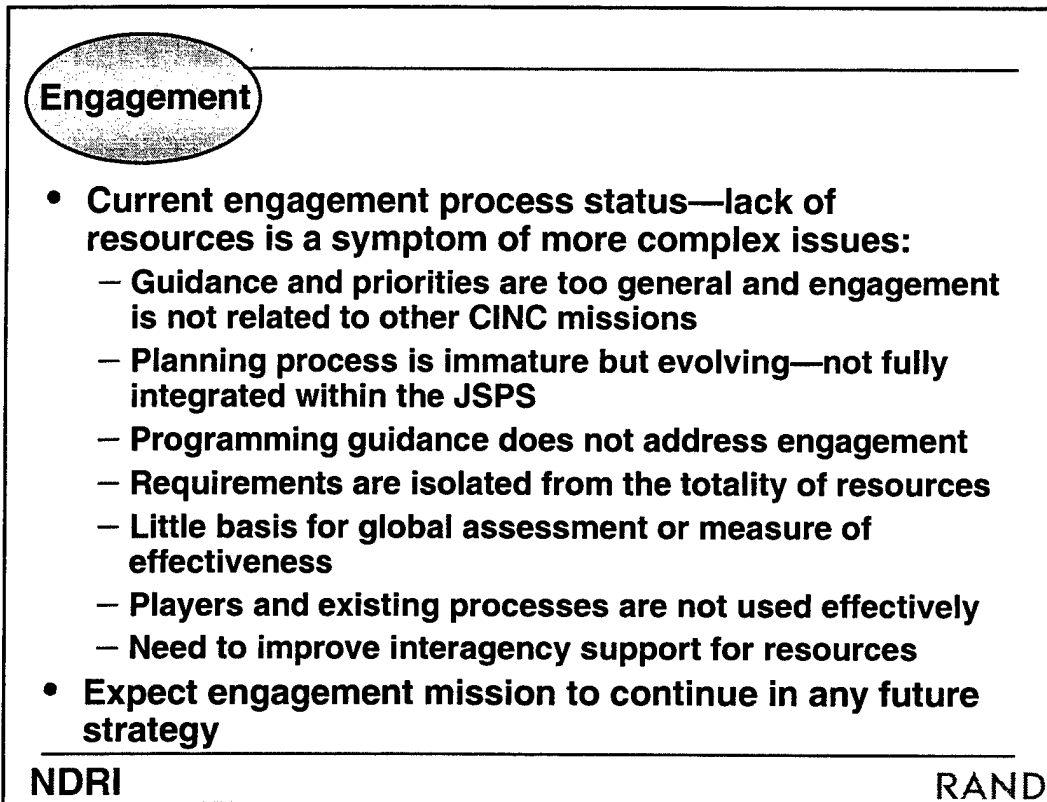 Engagement
• Current engagement process status—lack of
resources is a symptom of more complex issues:
– Guidance and priorities are too general and engagement
is not related to other CINC missions
– Planning process is immature but evolving—not fully
integrated within the JSPS
– Programming guidance does not address engagement
– Requirements are isolated from the totality of resources
– Little basis for global assessment or measure of
effectiveness
– Players and existing processes are not used effectively
– Need to improve interagency support for resources
• Expect engagement mission to continue in any future
strategy
NDRI RAND